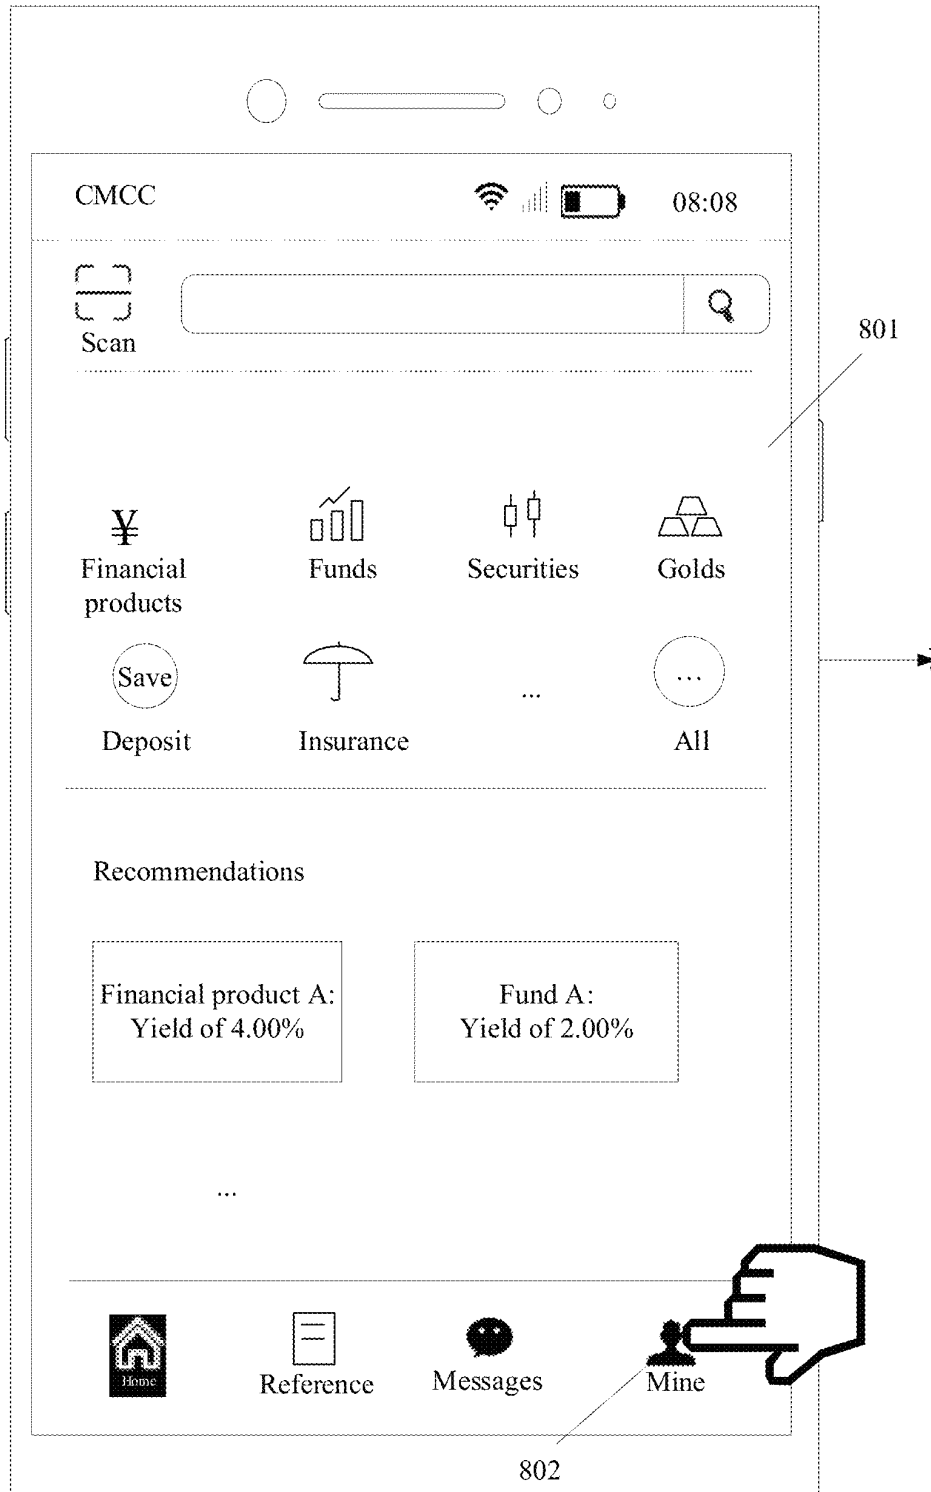 CMCC 08:08
Scan
801
¥
Financial
products
Funds
Securities
Golds
Save
Deposit
Insurance
...
...
All
Recommendations
Financial product A:
Yield of 4.00%
Fund A:
Yield of 2.00%
...
Home
Reference
Messages
Mine
802